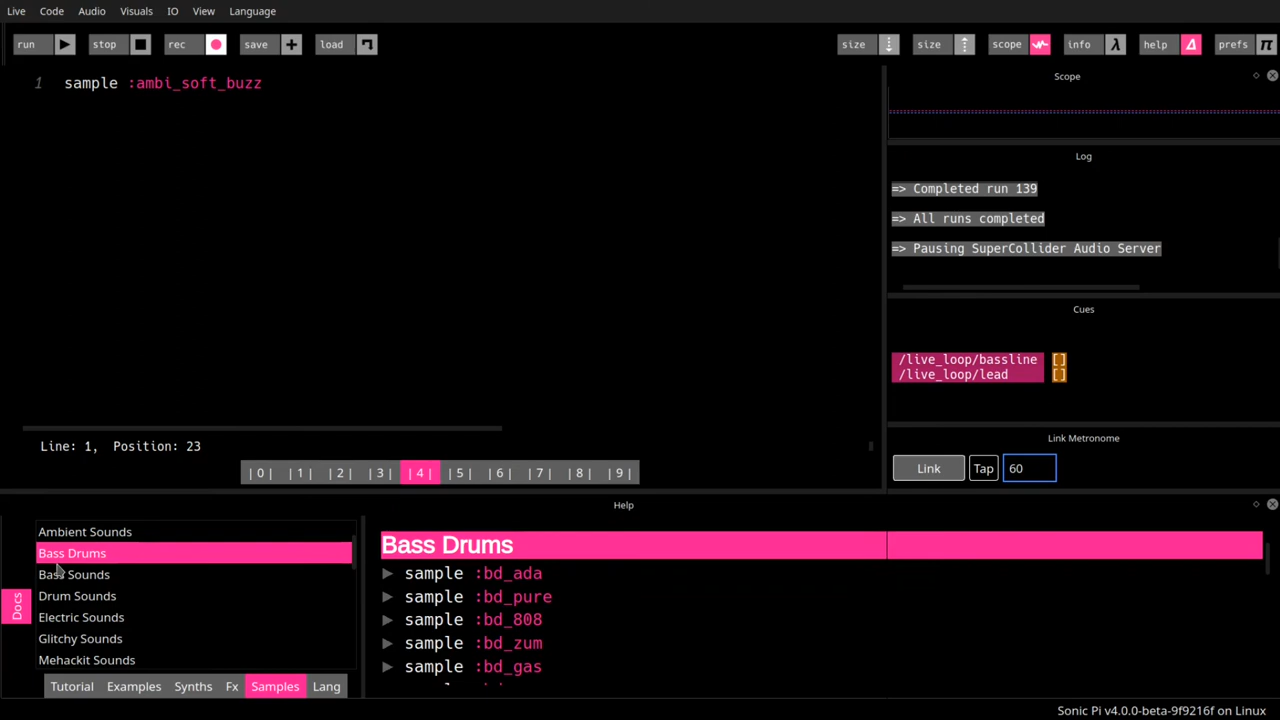 Live Code Audio Visuals IO View Language
run stop rec save load size size scope info help prefs
1 sample :ambi_soft_buzz
Line: 1, Position: 23
|0| |1| |2| |3| |4| |5| |6| |7| |8| |9|
Scope
Log
=> Completed run 139
=> All runs completed
=> Pausing SuperCollider Audio Server
Cues
/live_loop/bassline []
/live_loop/lead []
Link Metronome
Link Tap 60
Help
Docs
Ambient Sounds
Bass Drums
Bass Sounds
Drum Sounds
Electric Sounds
Glitchy Sounds
Mehackit Sounds
Tutorial Examples Synths Fx Samples Lang
Bass Drums
sample :bd_ada
sample :bd_pure
sample :bd_808
sample :bd_zum
sample :bd_gas
Sonic Pi v4.0.0-beta-9f9216f on Linux